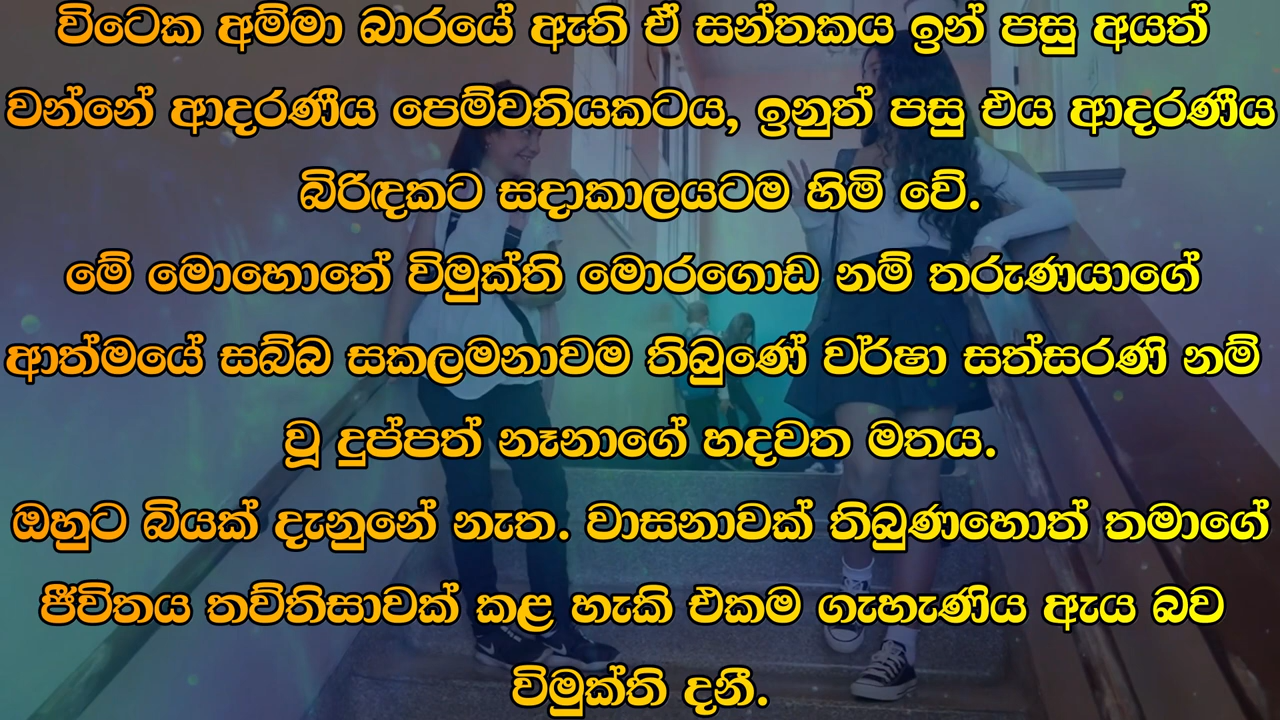 විටෙක අම්මා බාරයේ ඇති ඒ සන්තකය ඉන් පසු අයත්
වන්නේ ආදරණීය පෙම්වතියකටය, ඉනුත් පසු එය ආදරණීය
බිරිඳකට සදාකාලයටම හිමි වේ.
මේ මොහොතේ විමුක්ති මොරගොඩ නම් තරුණයාගේ
ආත්මයේ සබ්බ සකලමනාවම තිබුණේ වර්ෂා සත්සරණි නම්
වූ දුප්පත් නෑනාගේ හදවත මතය.
ඔහුට බියක් දැනුනේ නැත. වාසනාවක් තිබුණහොත් තමාගේ
ජීවිතය තව්තිසාවක් කළ හැකි එකම ගැහැණිය ඇය බව
විමුක්ති දනී.